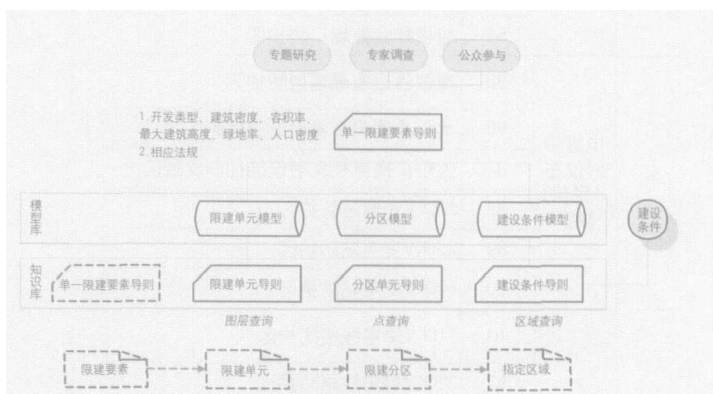 专题研究
专家调查
公众参与
1.开发类型、建筑密度、容积率、
最大建筑高度、绿地率、人口密度
2.相应法规
单一限建要素导则
模型库
限建单元模型
分区模型
建设条件模型
建设
条件
知识库
单一限建要素导则
限建单元导则
分区单元导则
建设条件导则
图层查询
点查询
区域查询
限建要素
限建单元
限建分区
指定区域